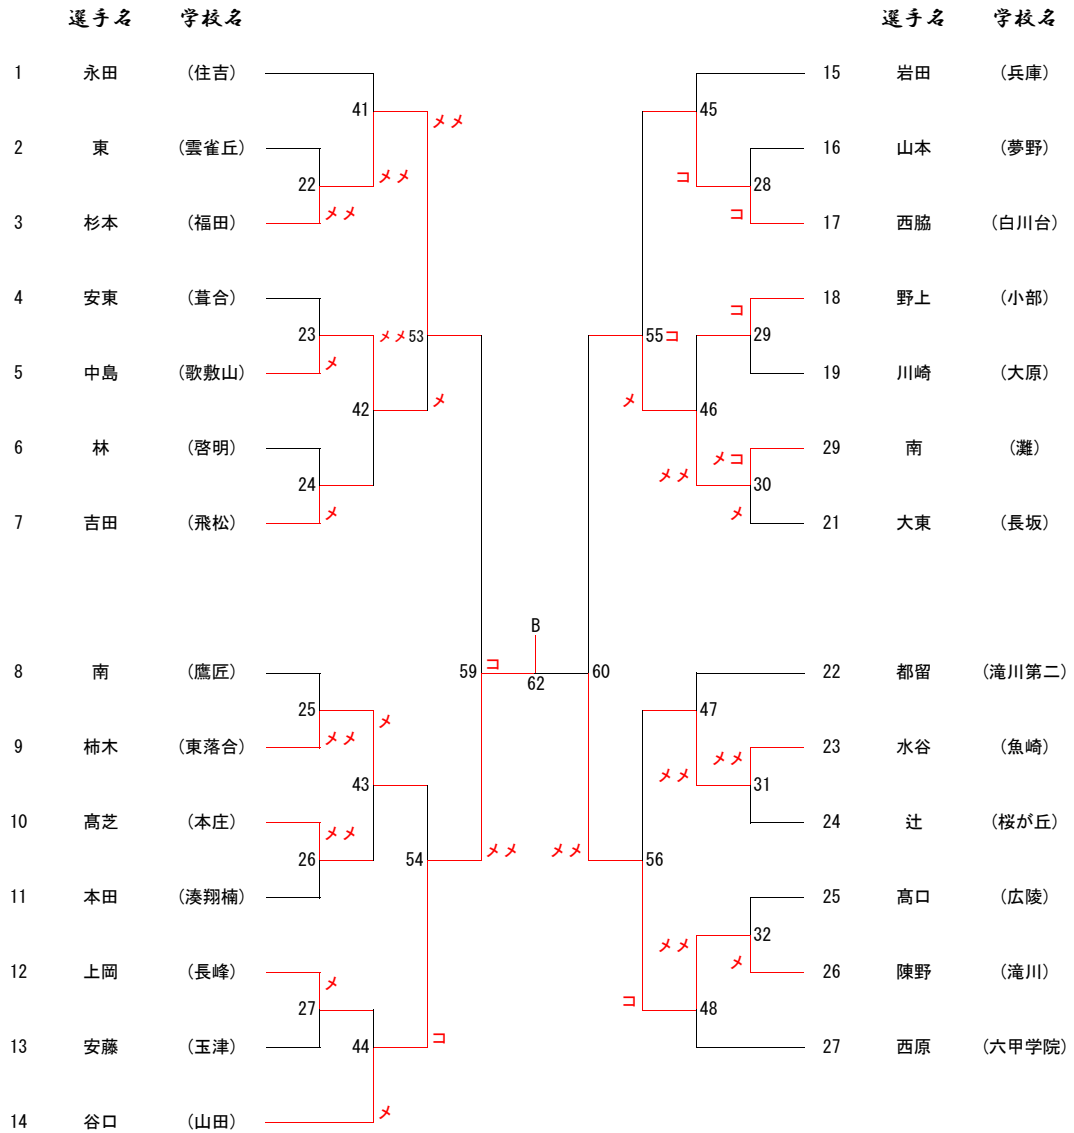 選手名 学校名 選手名 学校名
1 永田 (住吉) 15 岩田 (兵庫)
41 45
メメ
2 東 (雲雀丘) 16 山本 (夢野)
22 メメ コ 28
3 杉本 (福田) メメ コ 17 西脇 (白川台)
4 安東 (葺合) 18 野上 (小部)
コ
23 メメ 53 55 コ 29
5 中島 (歌敷山) メ 19 川崎 (大原)
42 メ メ 46
6 林 (啓明) 29 南 (灘)
メコ
24 メメ 30
7 吉田 (飛松) メ メ 21 大東 (長坂)
B
8 南 (鷹匠) 59 コ 62 60 22 都留 (滝川第二)
25 メ 47
9 柿木 (東落合) メメ メメ 23 水谷 (魚崎)
43 メメ 31
10 髙芝 (本庄) メメ 24 辻 (桜が丘)
26 54 メメ メメ 56
11 本田 (湊翔楠) 25 髙口 (広陵)
メメ 32
12 上岡 (長峰) メ メ 26 陳野 (滝川)
27 コ 48
13 安藤 (玉津) 44 コ 27 西原 (六甲学院)
14 谷口 (山田) メ